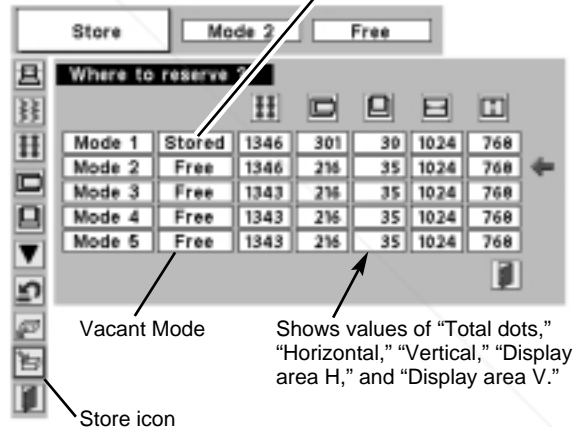 Store Mode 2 Free
Where to reserve ?
Mode 1 Stored 1346 301 30 1024 768
Mode 2 Free 1346 216 35 1024 768
Mode 3 Free 1343 216 35 1024 768
Mode 4 Free 1343 216 35 1024 768
Mode 5 Free 1343 216 35 1024 768
Vacant Mode
Shows values of “Total dots,”
“Horizontal,” “Vertical,” “Display
area H,” and “Display area V.”
Store icon